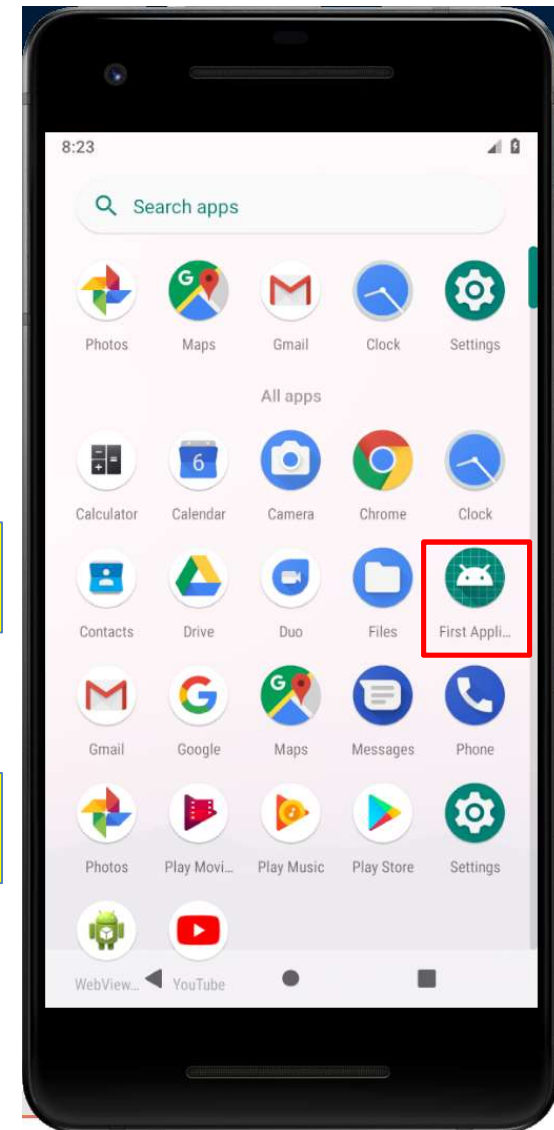 8:23
Search apps
Photos Maps Gmail Clock Settings
All apps
6
Calculator Calendar Camera Chrome Clock
Contacts Drive Duo Files First Appli...
G
Gmail Google Maps Messages Phone
Photos Play Movi... Play Music Play Store Settings
WebView... YouTube